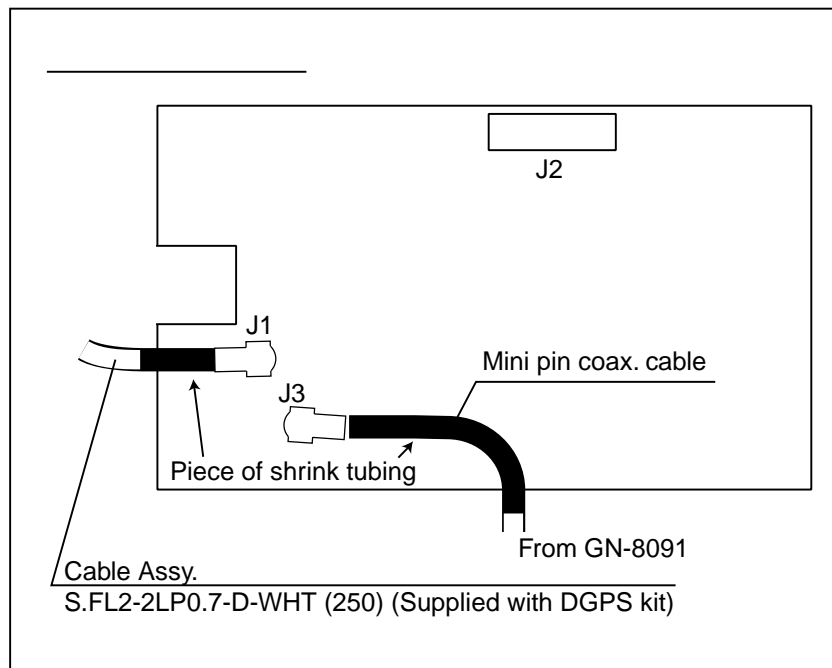 J2
J1
Mini pin coax. cable
J3
Piece of shrink tubing
From GN-8091
Cable Assy.
S.FL2-2LP0.7-D-WHT (250) (Supplied with DGPS kit)